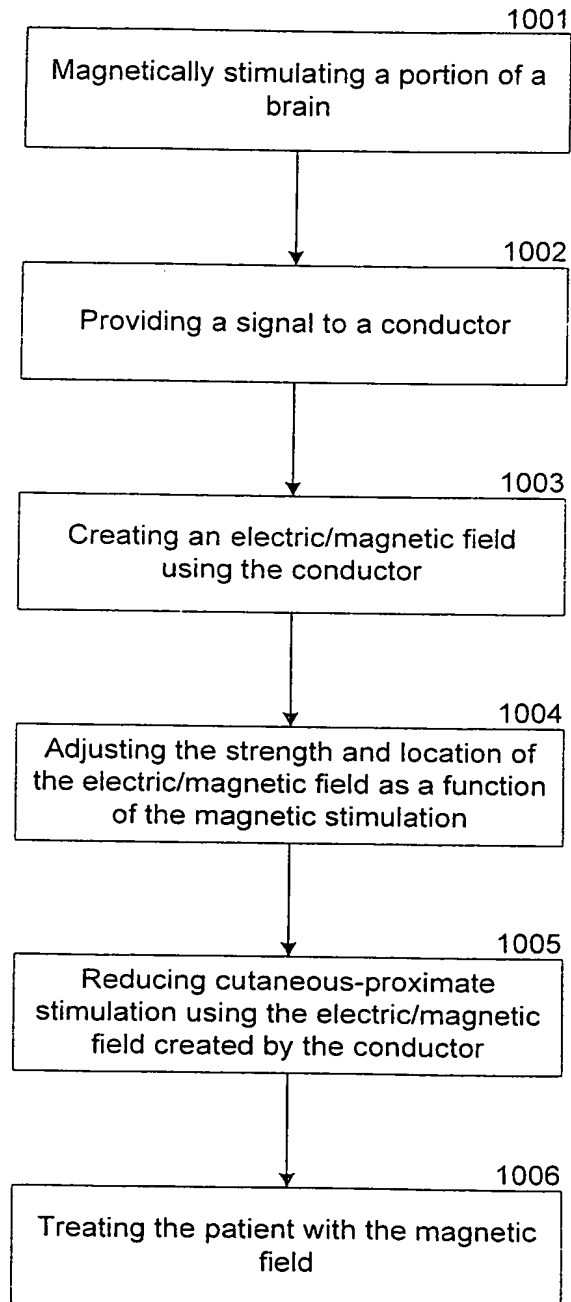 1001
Magnetically stimulating a portion of a
brain
1002
Providing a signal to a conductor
1003
Creating an electric/magnetic field
using the conductor
1004
Adjusting the strength and location of
the electric/magnetic field as a function
of the magnetic stimulation
1005
Reducing cutaneous-proximate
stimulation using the electric/magnetic
field created by the conductor
1006
Treating the patient with the magnetic
field